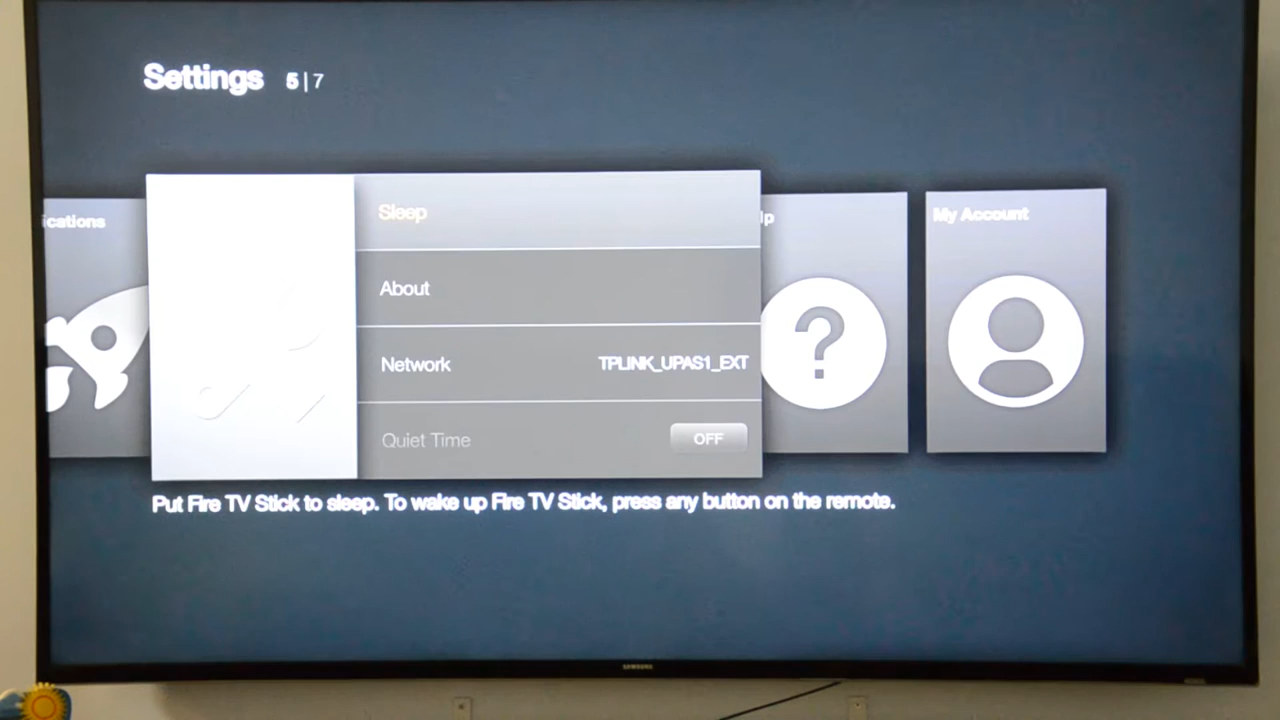 Settings 5|7
ications
Sleep
lp
My Account
About
Network TPLINK_UPAS1_EXT
Quiet Time OFF
Put Fire TV Stick to sleep. To wake up Fire TV Stick, press any button on the remote.
SAMSUNG